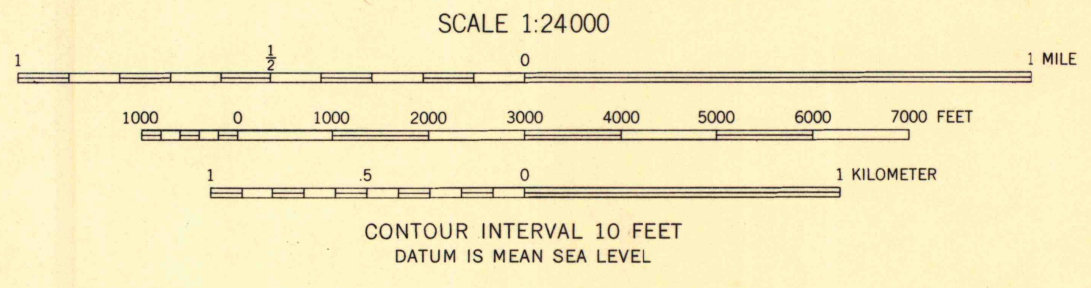 SCALE 1:24000
1 ½ 0 1 MILE
1000 0 1000 2000 3000 4000 5000 6000 7000 FEET
1 .5 0 1 KILOMETER
CONTOUR INTERVAL 10 FEET
DATUM IS MEAN SEA LEVEL